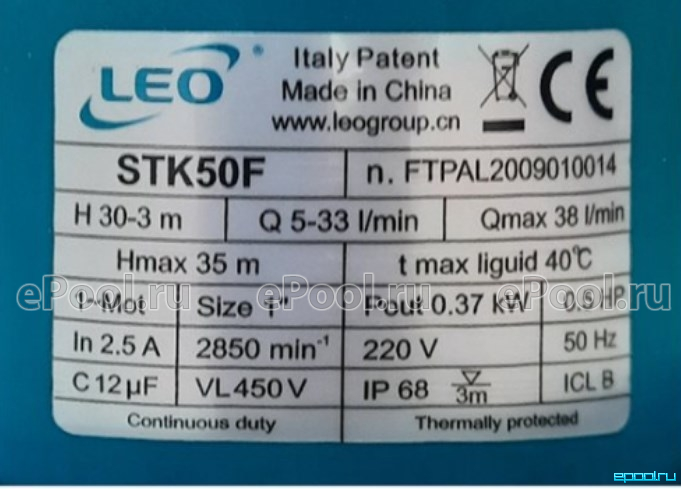 LEO®
Italy Patent
Made in China
www.leogroup.cn
CE
STK50F n. FTPAL2009010014
H 30-3 m Q 5-33 l/min Qmax 38 l/min
Hmax 35 m t max liguid 40°C
1~Mot Size 1" Pout 0.37 kW 0.5 HP
ePool.ru ePool.ru ePool.ru
In 2.5 A 2850 min⁻¹ 220 V 50 Hz
C 12 µF VL 450 V IP 68 3m ICL B
Continuous duty Thermally protected
epool.ru